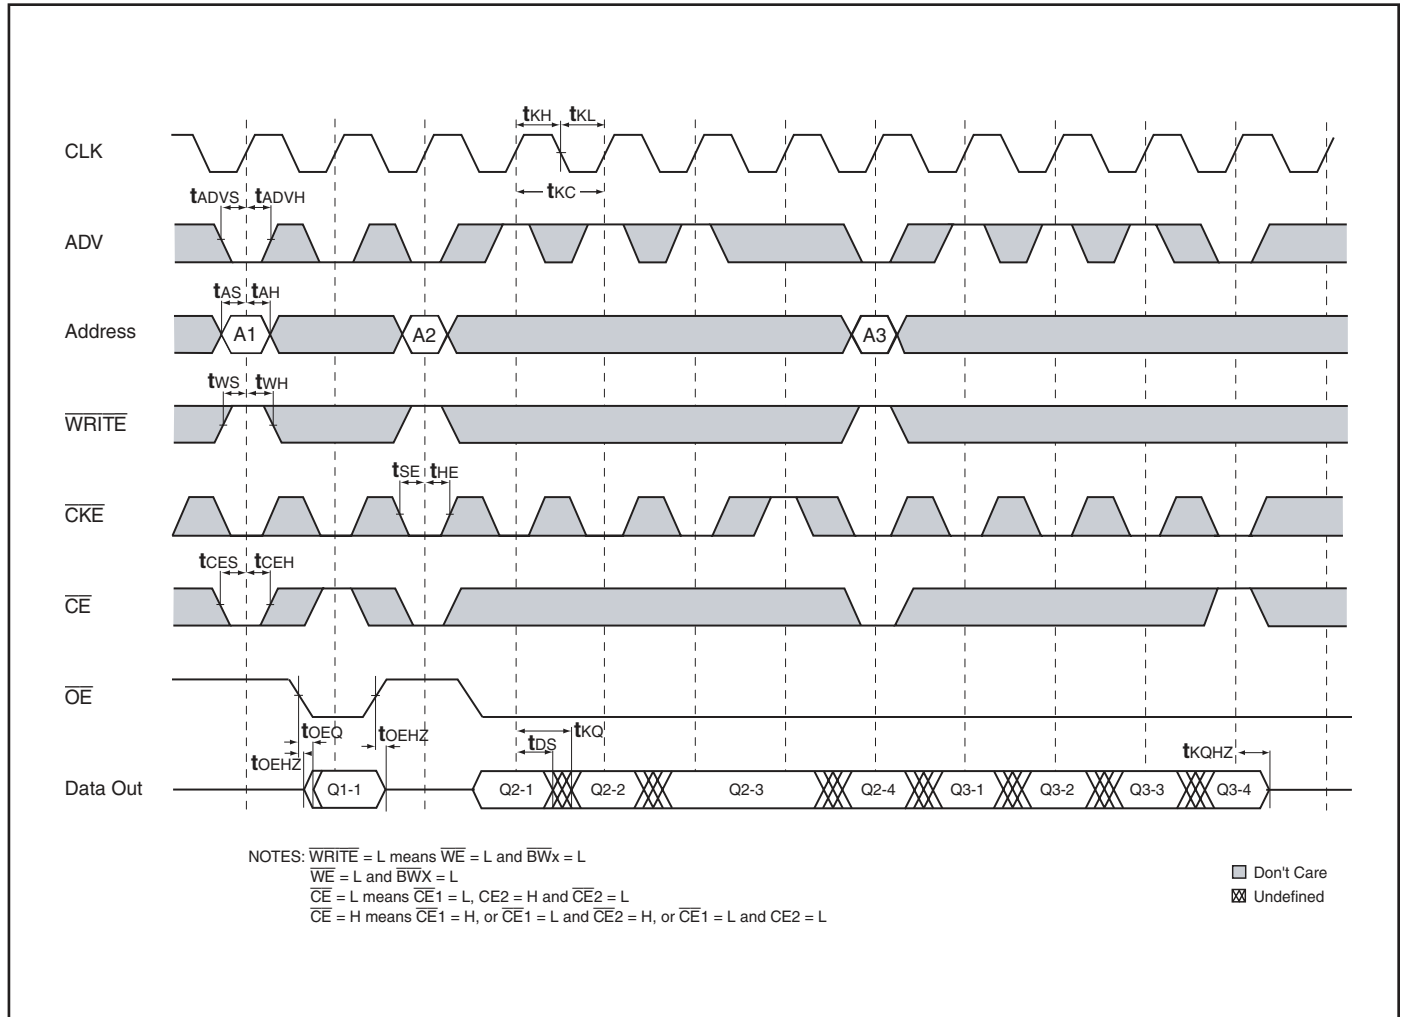 tKH tKL
CLK
tKC
tADVS tADVH
ADV
tAS tAH
Address
A1 A2 A3
tWS tWH
WRITE
tSE tHE
CKE
tCES tCEH
CE
OE
tOEQ tOEHZ tKQ
tDS
tOEHZ tKQHZ
Data Out
Q1-1 Q2-1 Q2-2 Q2-3 Q2-4 Q3-1 Q3-2 Q3-3 Q3-4
NOTES: WRITE = L means WE = L and BWx = L
WE = L and BWX = L
CE = L means CE1 = L, CE2 = H and CE2 = L
CE = H means CE1 = H, or CE1 = L and CE2 = H, or CE1 = L and CE2 = L
Don't Care
Undefined